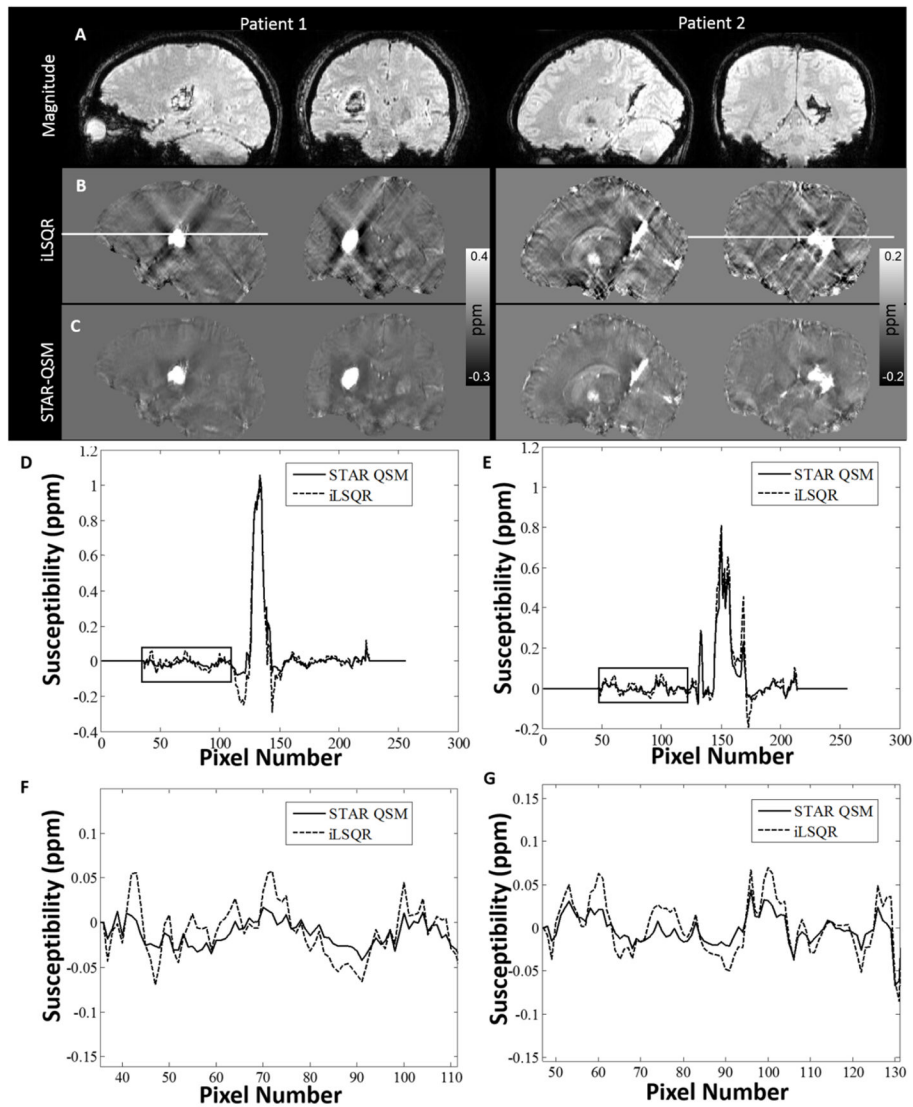 Patient 1
Patient 2
A
Magnitude
B
iLSQR
0.4
ppm
-0.3
0.2
ppm
-0.2
C
STAR-QSM
D
1.2
1
0.8
0.6
0.4
0.2
0
-0.2
-0.4
0
50
100
150
200
250
300
Susceptibility (ppm)
Pixel Number
STAR QSM
iLSQR
E
1.2
1
0.8
0.6
0.4
0.2
0
-0.2
0
50
100
150
200
250
300
Susceptibility (ppm)
Pixel Number
STAR QSM
iLSQR
F
0.1
0.05
0
-0.05
-0.1
-0.15
40
50
60
70
80
90
100
110
Susceptibility (ppm)
Pixel Number
STAR QSM
iLSQR
G
0.15
0.1
0.05
0
-0.05
-0.1
-0.15
50
60
70
80
90
100
110
120
130
Susceptibility (ppm)
Pixel Number
STAR QSM
iLSQR